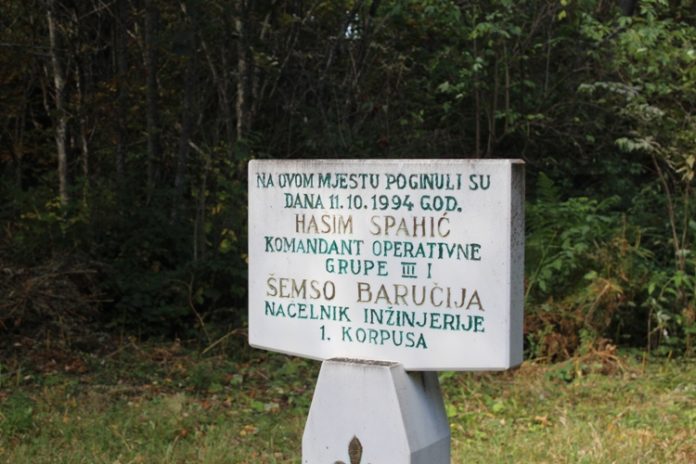 NA OVOM MJESTU POGINULI SU
DANA 11.10.1994 GOD.
HASIM SPAHIĆ
KOMANDANT OPERATIVNE
GRUPE III I
ŠEMSO BARUČIJA
NAČELNIK INŽINJERIJE
1. KORPUSA